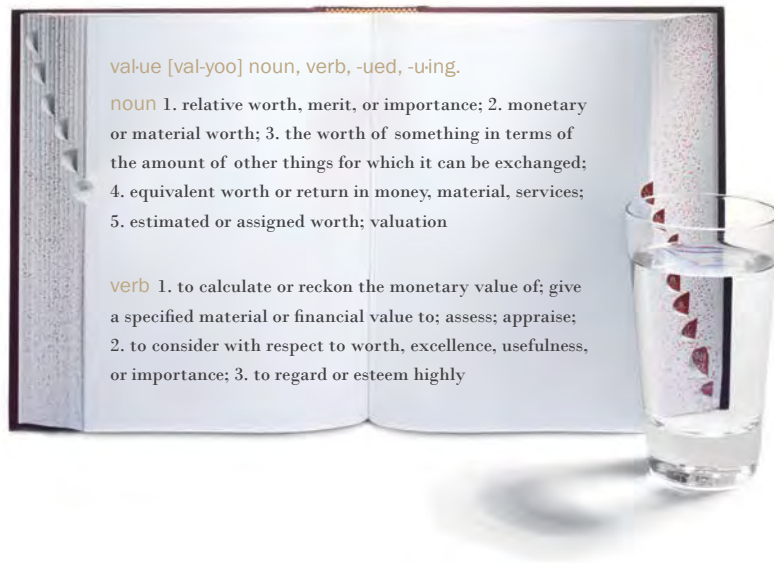 val·ue [val-yoo] noun, verb, -ued, -u·ing.
noun 1. relative worth, merit, or importance; 2. monetary
or material worth; 3. the worth of something in terms of
the amount of other things for which it can be exchanged;
4. equivalent worth or return in money, material, services;
5. estimated or assigned worth; valuation
verb 1. to calculate or reckon the monetary value of; give
a specified material or financial value to; assess; appraise;
2. to consider with respect to worth, excellence, usefulness,
or importance; 3. to regard or esteem highly